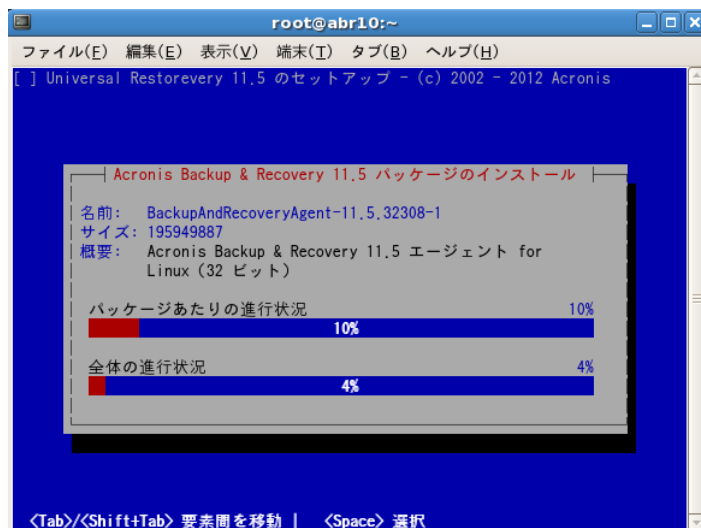 root@abr10:~
ファイル(F) 編集(E) 表示(V) 端末(T) タブ(B) ヘルプ(H)
[ ] Universal Restorevery 11.5 のセットアップ - (c) 2002 - 2012 Acronis
Acronis Backup & Recovery 11.5 パッケージのインストール
名前: BackupAndRecoveryAgent-11.5.32308-1
サイズ: 195949887
概要: Acronis Backup & Recovery 11.5 エージェント for
Linux (32 ビット)
パッケージあたりの進行状況 10%
10%
全体の進行状況 4%
4%
<Tab>/<Shift+Tab> 要素間を移動 | <Space> 選択